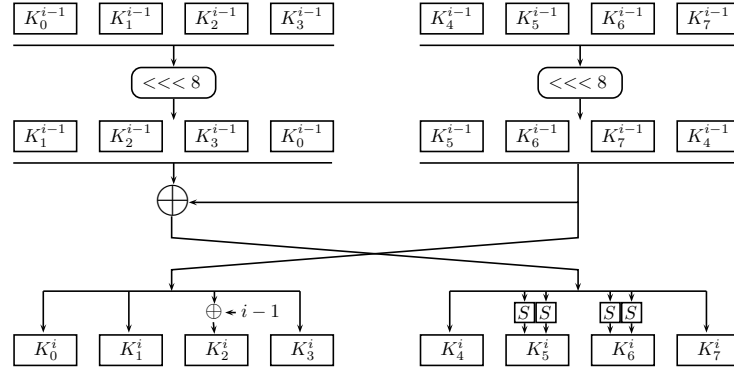 K_0^{i-1} K_1^{i-1} K_2^{i-1} K_3^{i-1} K_4^{i-1} K_5^{i-1} K_6^{i-1} K_7^{i-1}
<<< 8 <<< 8
K_1^{i-1} K_2^{i-1} K_3^{i-1} K_0^{i-1} K_5^{i-1} K_6^{i-1} K_7^{i-1} K_4^{i-1}
i − 1 S S S S
K_0^i K_1^i K_2^i K_3^i K_4^i K_5^i K_6^i K_7^i